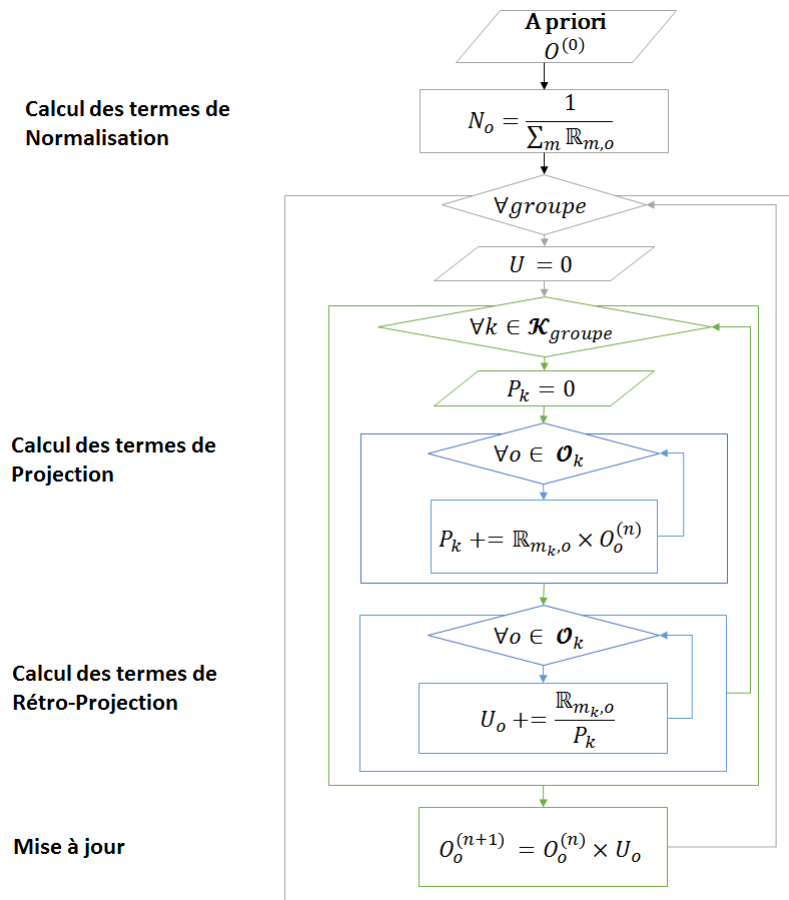 A priori
O^(0)
Calcul des termes de
Normalisation
N_o = 1 / ∑_m ℝ_{m,o}
∀groupe
U = 0
∀k ∈ 𝓚_groupe
P_k = 0
Calcul des termes de
Projection
∀o ∈ 𝓞_k
P_k += ℝ_{m_k,o} × O_o^(n)
Calcul des termes de
Rétro-Projection
∀o ∈ 𝓞_k
U_o += ℝ_{m_k,o} / P_k
Mise à jour
O_o^(n+1) = O_o^(n) × U_o